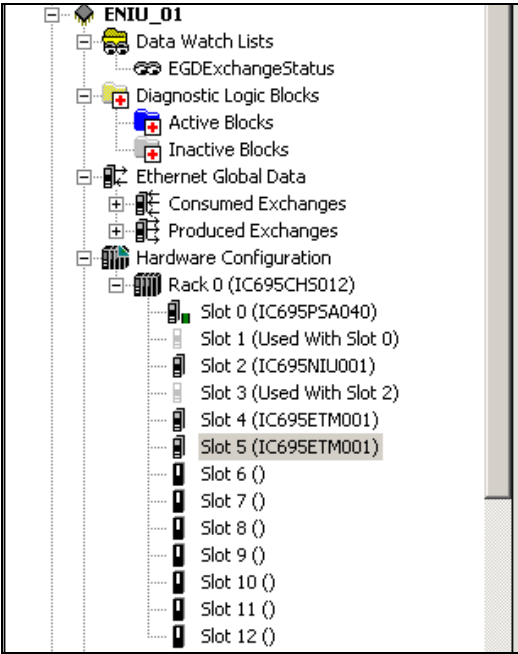 ENIU_01
Data Watch Lists
EGDExchangeStatus
Diagnostic Logic Blocks
Active Blocks
Inactive Blocks
Ethernet Global Data
Consumed Exchanges
Produced Exchanges
Hardware Configuration
Rack 0 (IC695CHS012)
Slot 0 (IC695PSA040)
Slot 1 (Used With Slot 0)
Slot 2 (IC695NIU001)
Slot 3 (Used With Slot 2)
Slot 4 (IC695ETM001)
Slot 5 (IC695ETM001)
Slot 6 ()
Slot 7 ()
Slot 8 ()
Slot 9 ()
Slot 10 ()
Slot 11 ()
Slot 12 ()